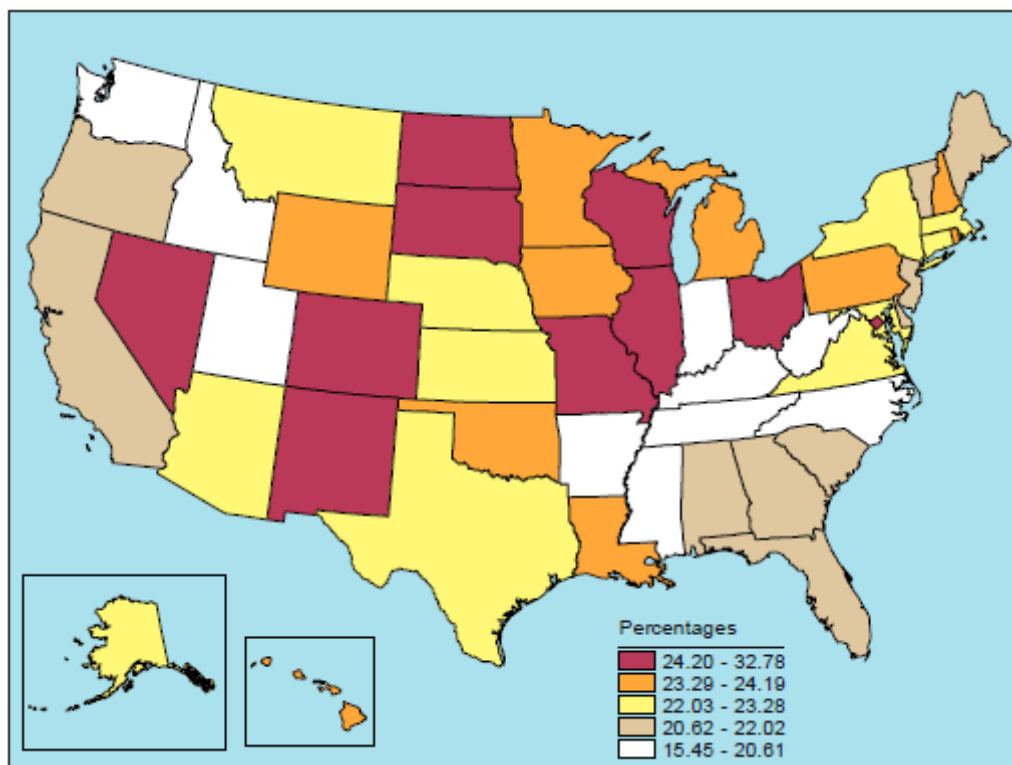 Percentages
24.20 - 32.78
23.29 - 24.19
22.03 - 23.28
20.62 - 22.02
15.45 - 20.61